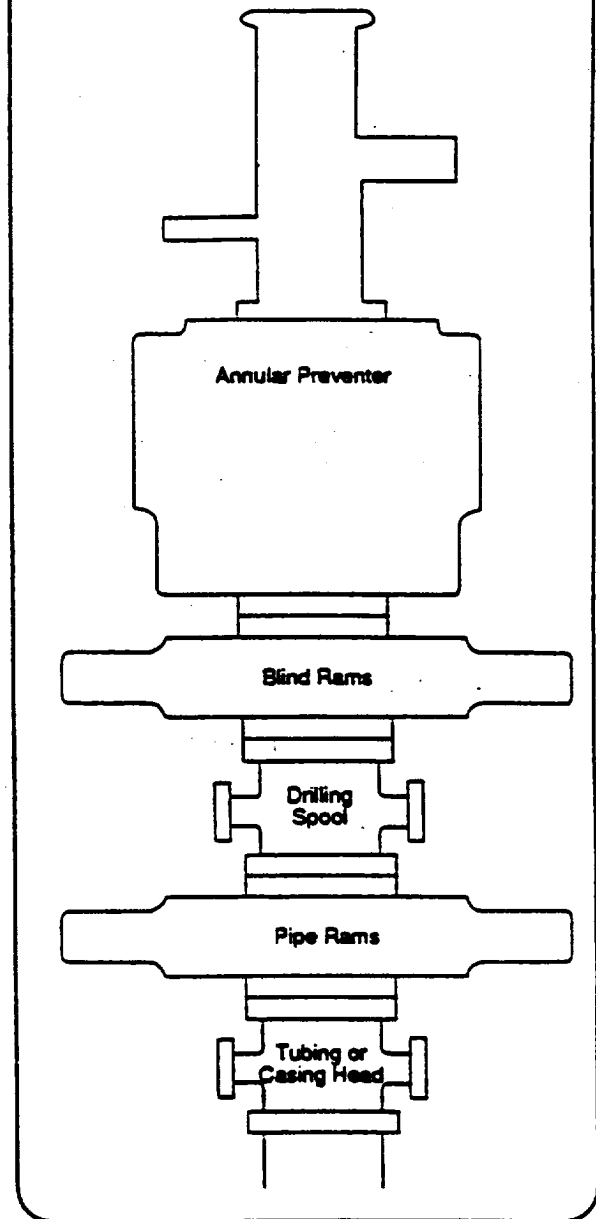 Annular Preventer
Blind Rams
Drilling
Spool
Pipe Rams
Tubing or
Casing Head